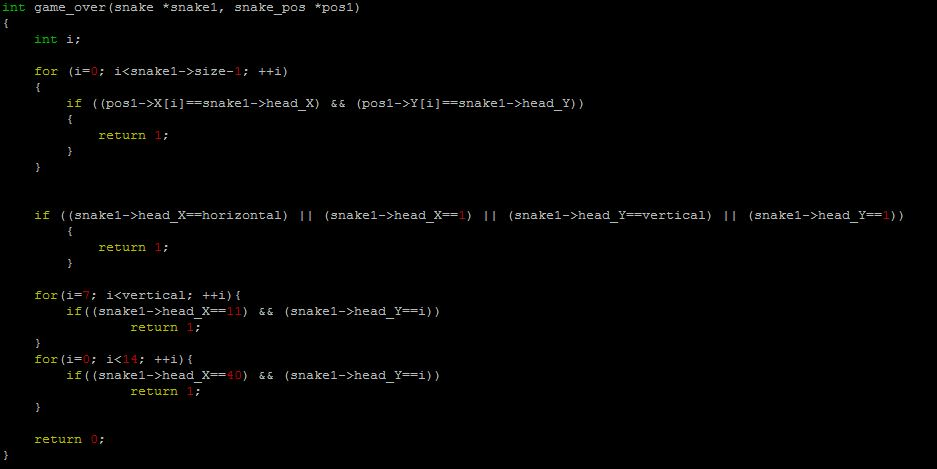 int game_over(snake *snake1, snake_pos *pos1)
{
    int i;

    for (i=0; i<snake1->size-1; ++i)
    {
        if ((pos1->X[i]==snake1->head_X) && (pos1->Y[i]==snake1->head_Y))
        {
            return 1;
        }
    }


    if ((snake1->head_X==horizontal) || (snake1->head_X==1) || (snake1->head_Y==vertical) || (snake1->head_Y==1))
        {
            return 1;
        }

    for(i=7; i<vertical; ++i){
        if((snake1->head_X==11) && (snake1->head_Y==i))
                return 1;
    }
    for(i=0; i<14; ++i){
        if((snake1->head_X==40) && (snake1->head_Y==i))
                return 1;
    }

    return 0;
}